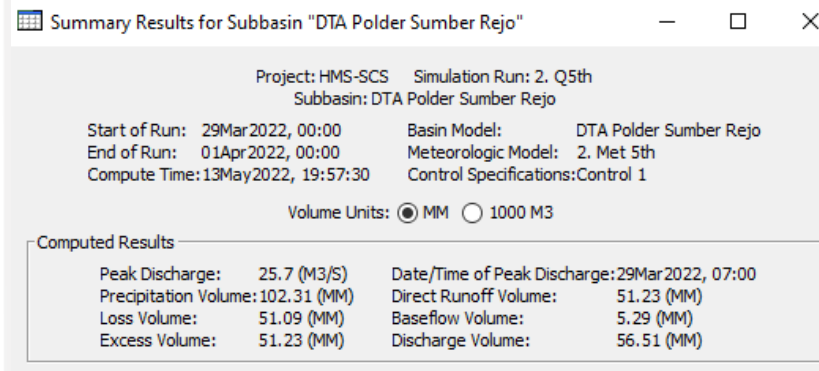 Summary Results for Subbasin "DTA Polder Sumber Rejo"
Project: HMS-SCS Simulation Run: 2. Q5th
Subbasin: DTA Polder Sumber Rejo
Start of Run: 29Mar2022, 00:00 Basin Model: DTA Polder Sumber Rejo
End of Run: 01Apr2022, 00:00 Meteorologic Model: 2. Met 5th
Compute Time:13May2022, 19:57:30 Control Specifications:Control 1
Volume Units: MM 1000 M3
Computed Results
Peak Discharge: 25.7 (M3/S) Date/Time of Peak Discharge:29Mar2022, 07:00
Precipitation Volume:102.31 (MM) Direct Runoff Volume: 51.23 (MM)
Loss Volume: 51.09 (MM) Baseflow Volume: 5.29 (MM)
Excess Volume: 51.23 (MM) Discharge Volume: 56.51 (MM)